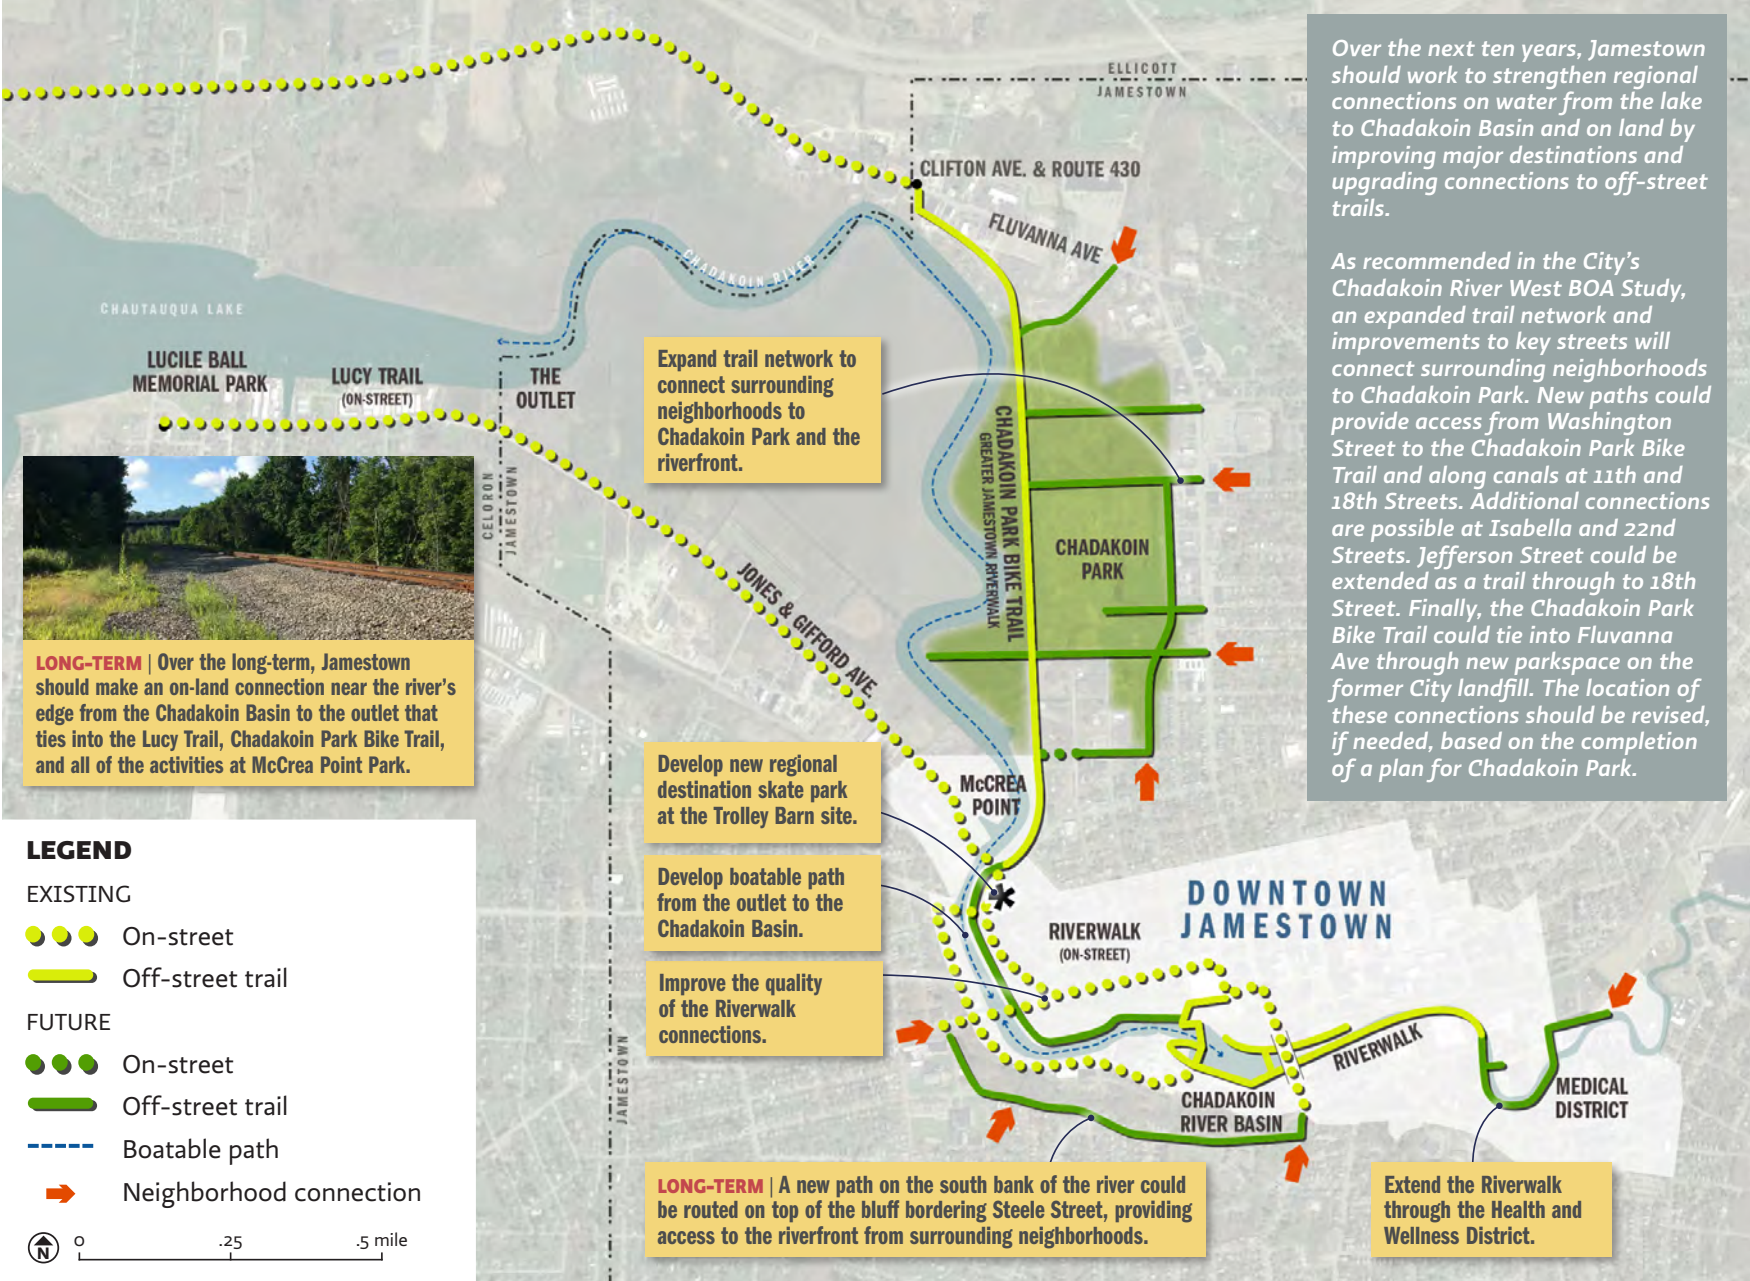 ELLICOTT
JAMESTOWN
CLIFTON AVE. & ROUTE 430
FLUVANNA AVE
CHADAKOIN RIVER
CHAUTAUQUA LAKE
LUCILE BALL
MEMORIAL PARK
LUCY TRAIL
(ON-STREET)
THE
OUTLET
Expand trail network to
connect surrounding
neighborhoods to
Chadakoin Park and the
riverfront.
CHADAKOIN PARK BIKE TRAIL
GREATER JAMESTOWN RIVERWALK
CHADAKOIN
PARK
CELORON
JAMESTOWN
JONES & GIFFORD AVE.
LONG-TERM | Over the long-term, Jamestown
should make an on-land connection near the river's
edge from the Chadakoin Basin to the outlet that
ties into the Lucy Trail, Chadakoin Park Bike Trail,
and all of the activities at McCrea Point Park.
Over the next ten years, Jamestown
should work to strengthen regional
connections on water from the lake
to Chadakoin Basin and on land by
improving major destinations and
upgrading connections to off-street
trails.
As recommended in the City's
Chadakoin River West BOA Study,
an expanded trail network and
improvements to key streets will
connect surrounding neighborhoods
to Chadakoin Park. New paths could
provide access from Washington
Street to the Chadakoin Park Bike
Trail and along canals at 11th and
18th Streets. Additional connections
are possible at Isabella and 22nd
Streets. Jefferson Street could be
extended as a trail through to 18th
Street. Finally, the Chadakoin Park
Bike Trail could tie into Fluvanna
Ave through new parkspace on the
former City landfill. The location of
these connections should be revised,
if needed, based on the completion
of a plan for Chadakoin Park.
McCREA
POINT
Develop new regional
destination skate park
at the Trolley Barn site.
Develop boatable path
from the outlet to the
Chadakoin Basin.
Improve the quality
of the Riverwalk
connections.
*
RIVERWALK
(ON-STREET)
DOWNTOWN
JAMESTOWN
RIVERWALK
CHADAKOIN
RIVER BASIN
MEDICAL
DISTRICT
JAMESTOWN
LONG-TERM | A new path on the south bank of the river could
be routed on top of the bluff bordering Steele Street, providing
access to the riverfront from surrounding neighborhoods.
Extend the Riverwalk
through the Health and
Wellness District.
LEGEND
EXISTING
On-street
Off-street trail
FUTURE
On-street
Off-street trail
Boatable path
Neighborhood connection
N
0 .25 .5 mile